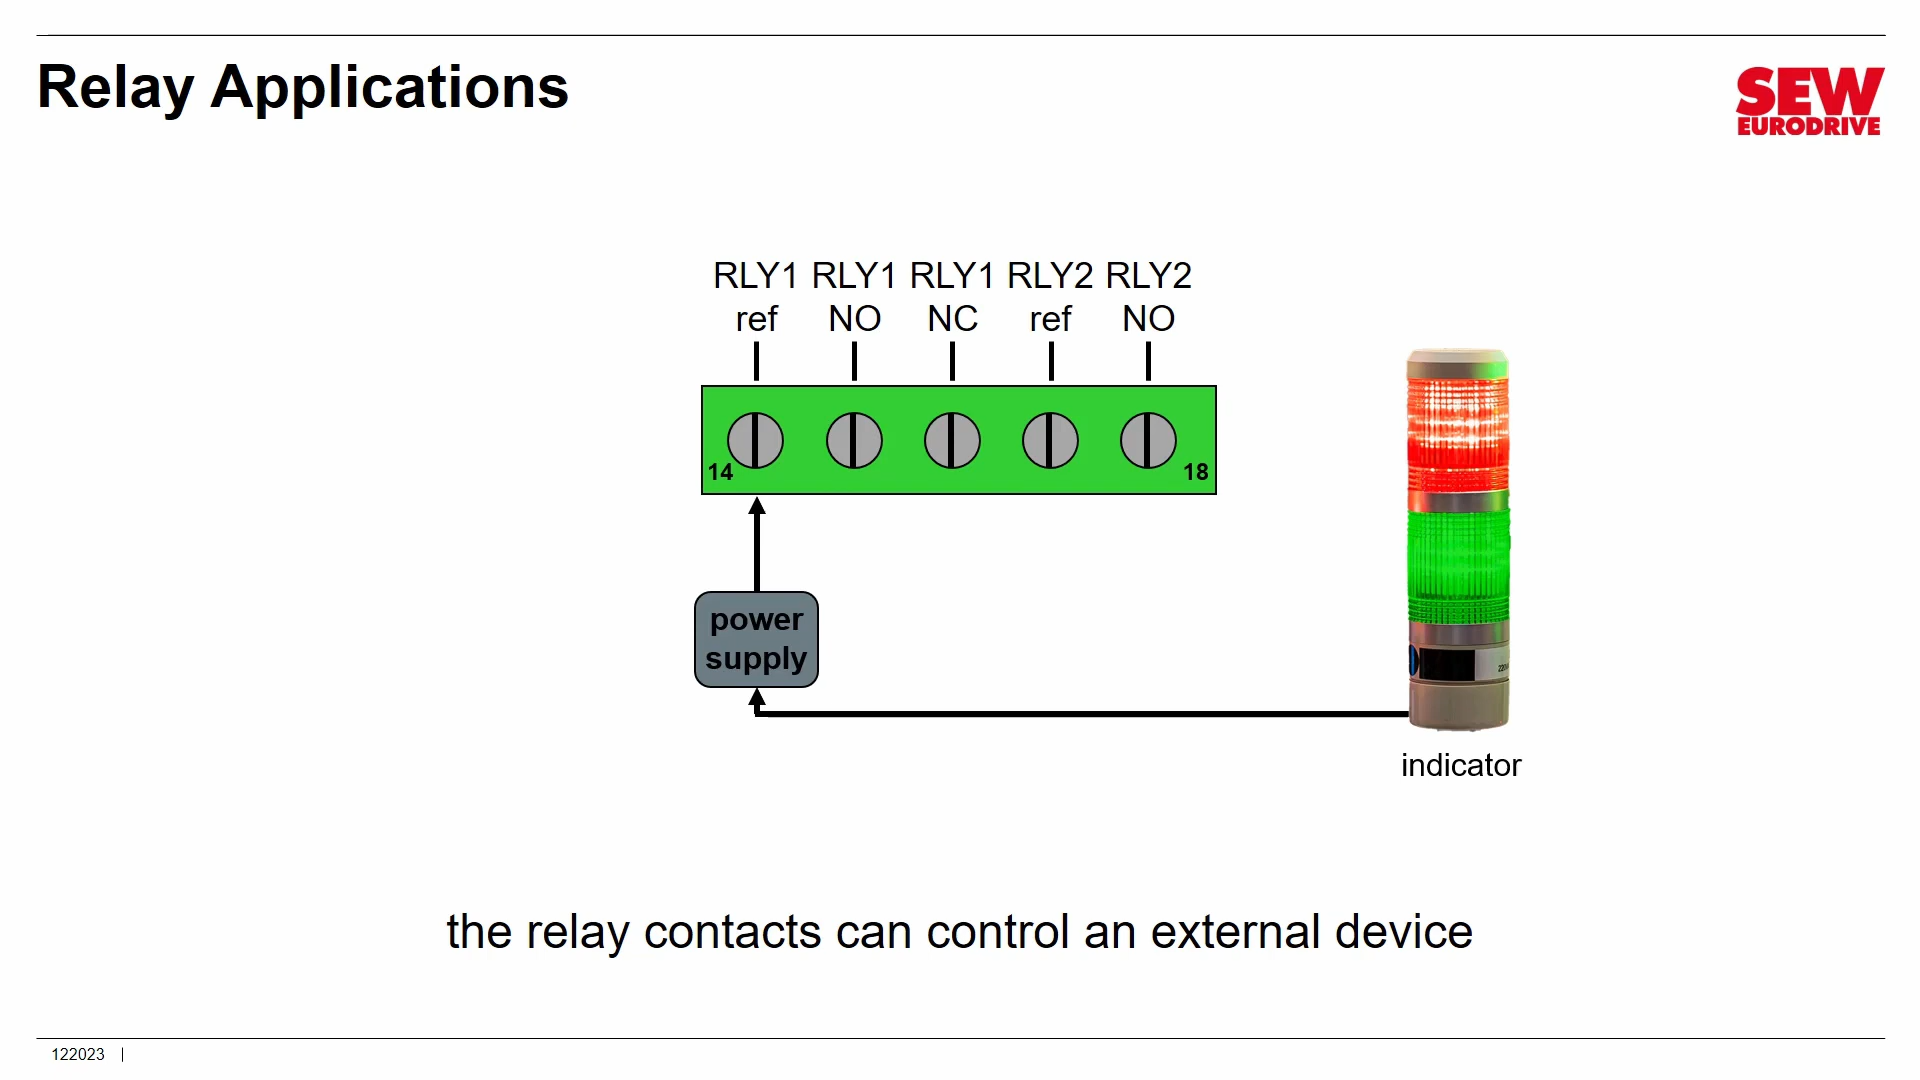 Relay Applications
SEW
EURODRIVE
RLY1 RLY1 RLY1 RLY2 RLY2
ref NO NC ref NO
14 18
power
supply
indicator
the relay contacts can control an external device
122023 |